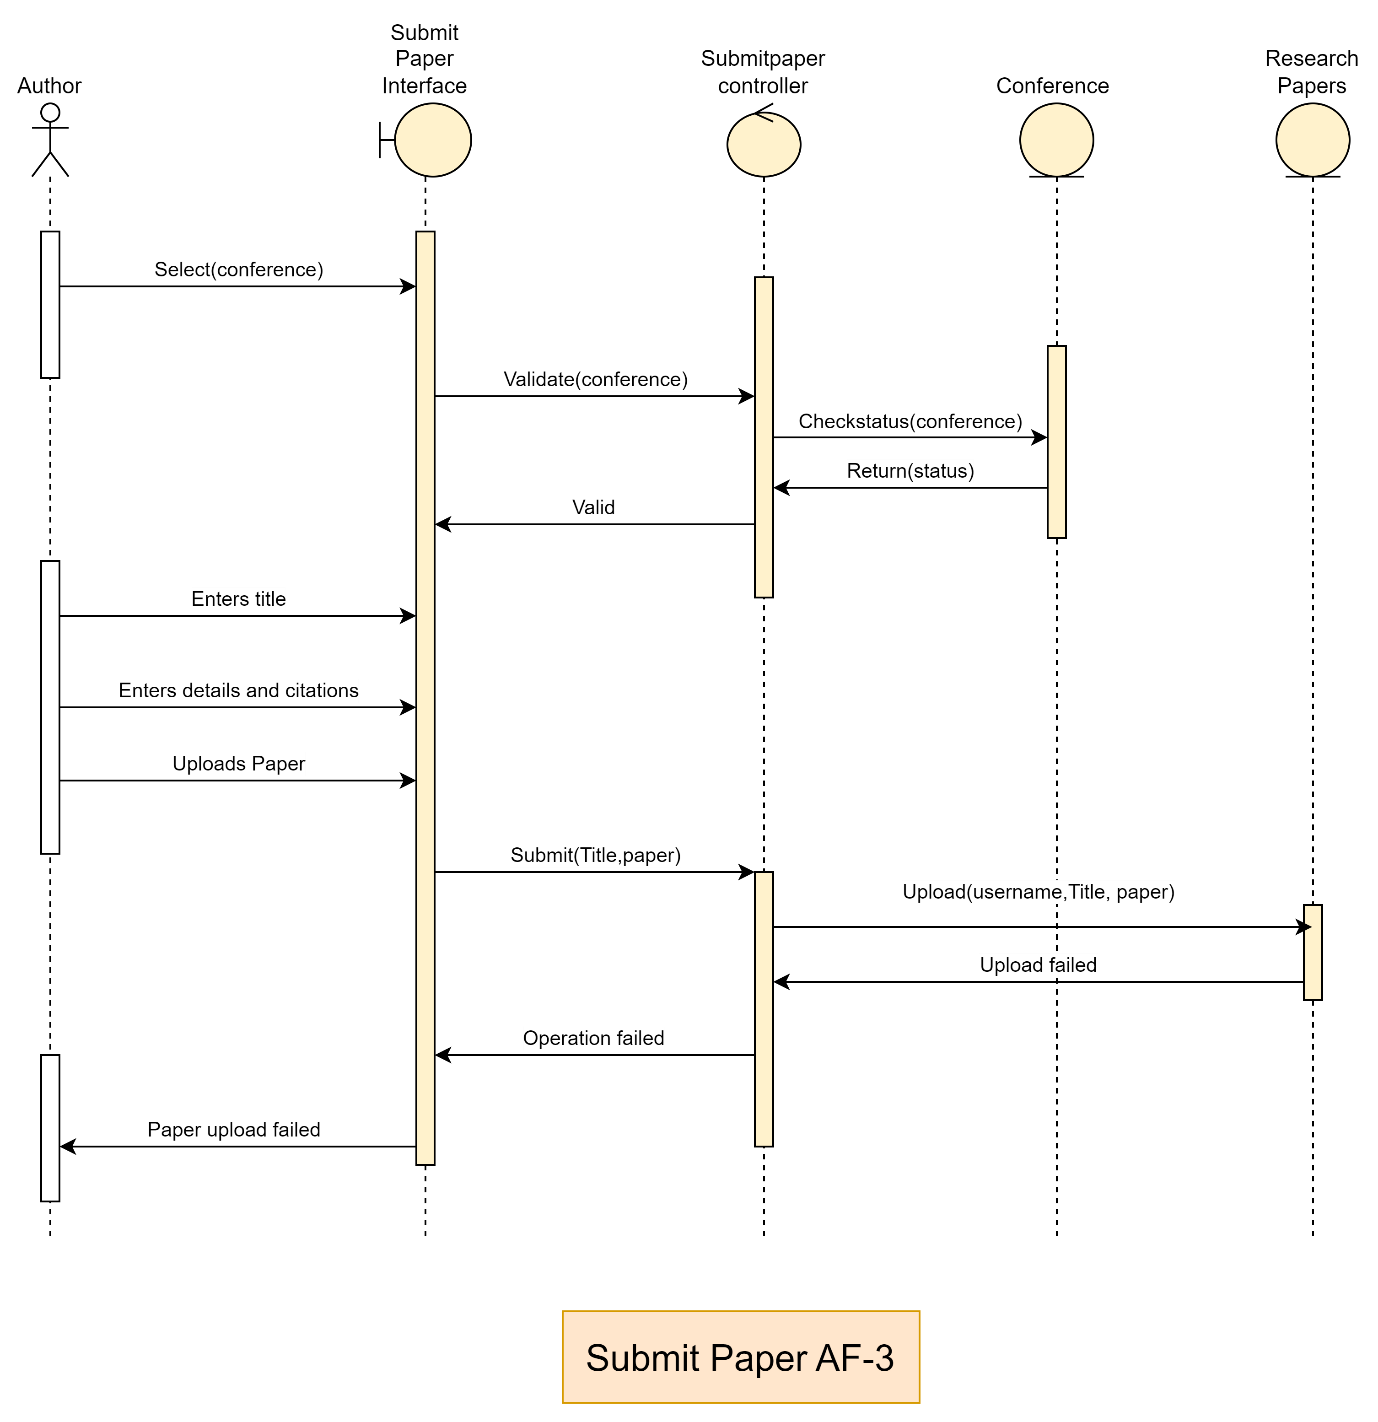 Author
Submit
Paper
Interface
Submitpaper
controller
Conference
Research
Papers
Select(conference)
Validate(conference)
Checkstatus(conference)
Return(status)
Valid
Enters title
Enters details and citations
Uploads Paper
Submit(Title,paper)
Upload(username,Title, paper)
Upload failed
Operation failed
Paper upload failed
Submit Paper AF-3